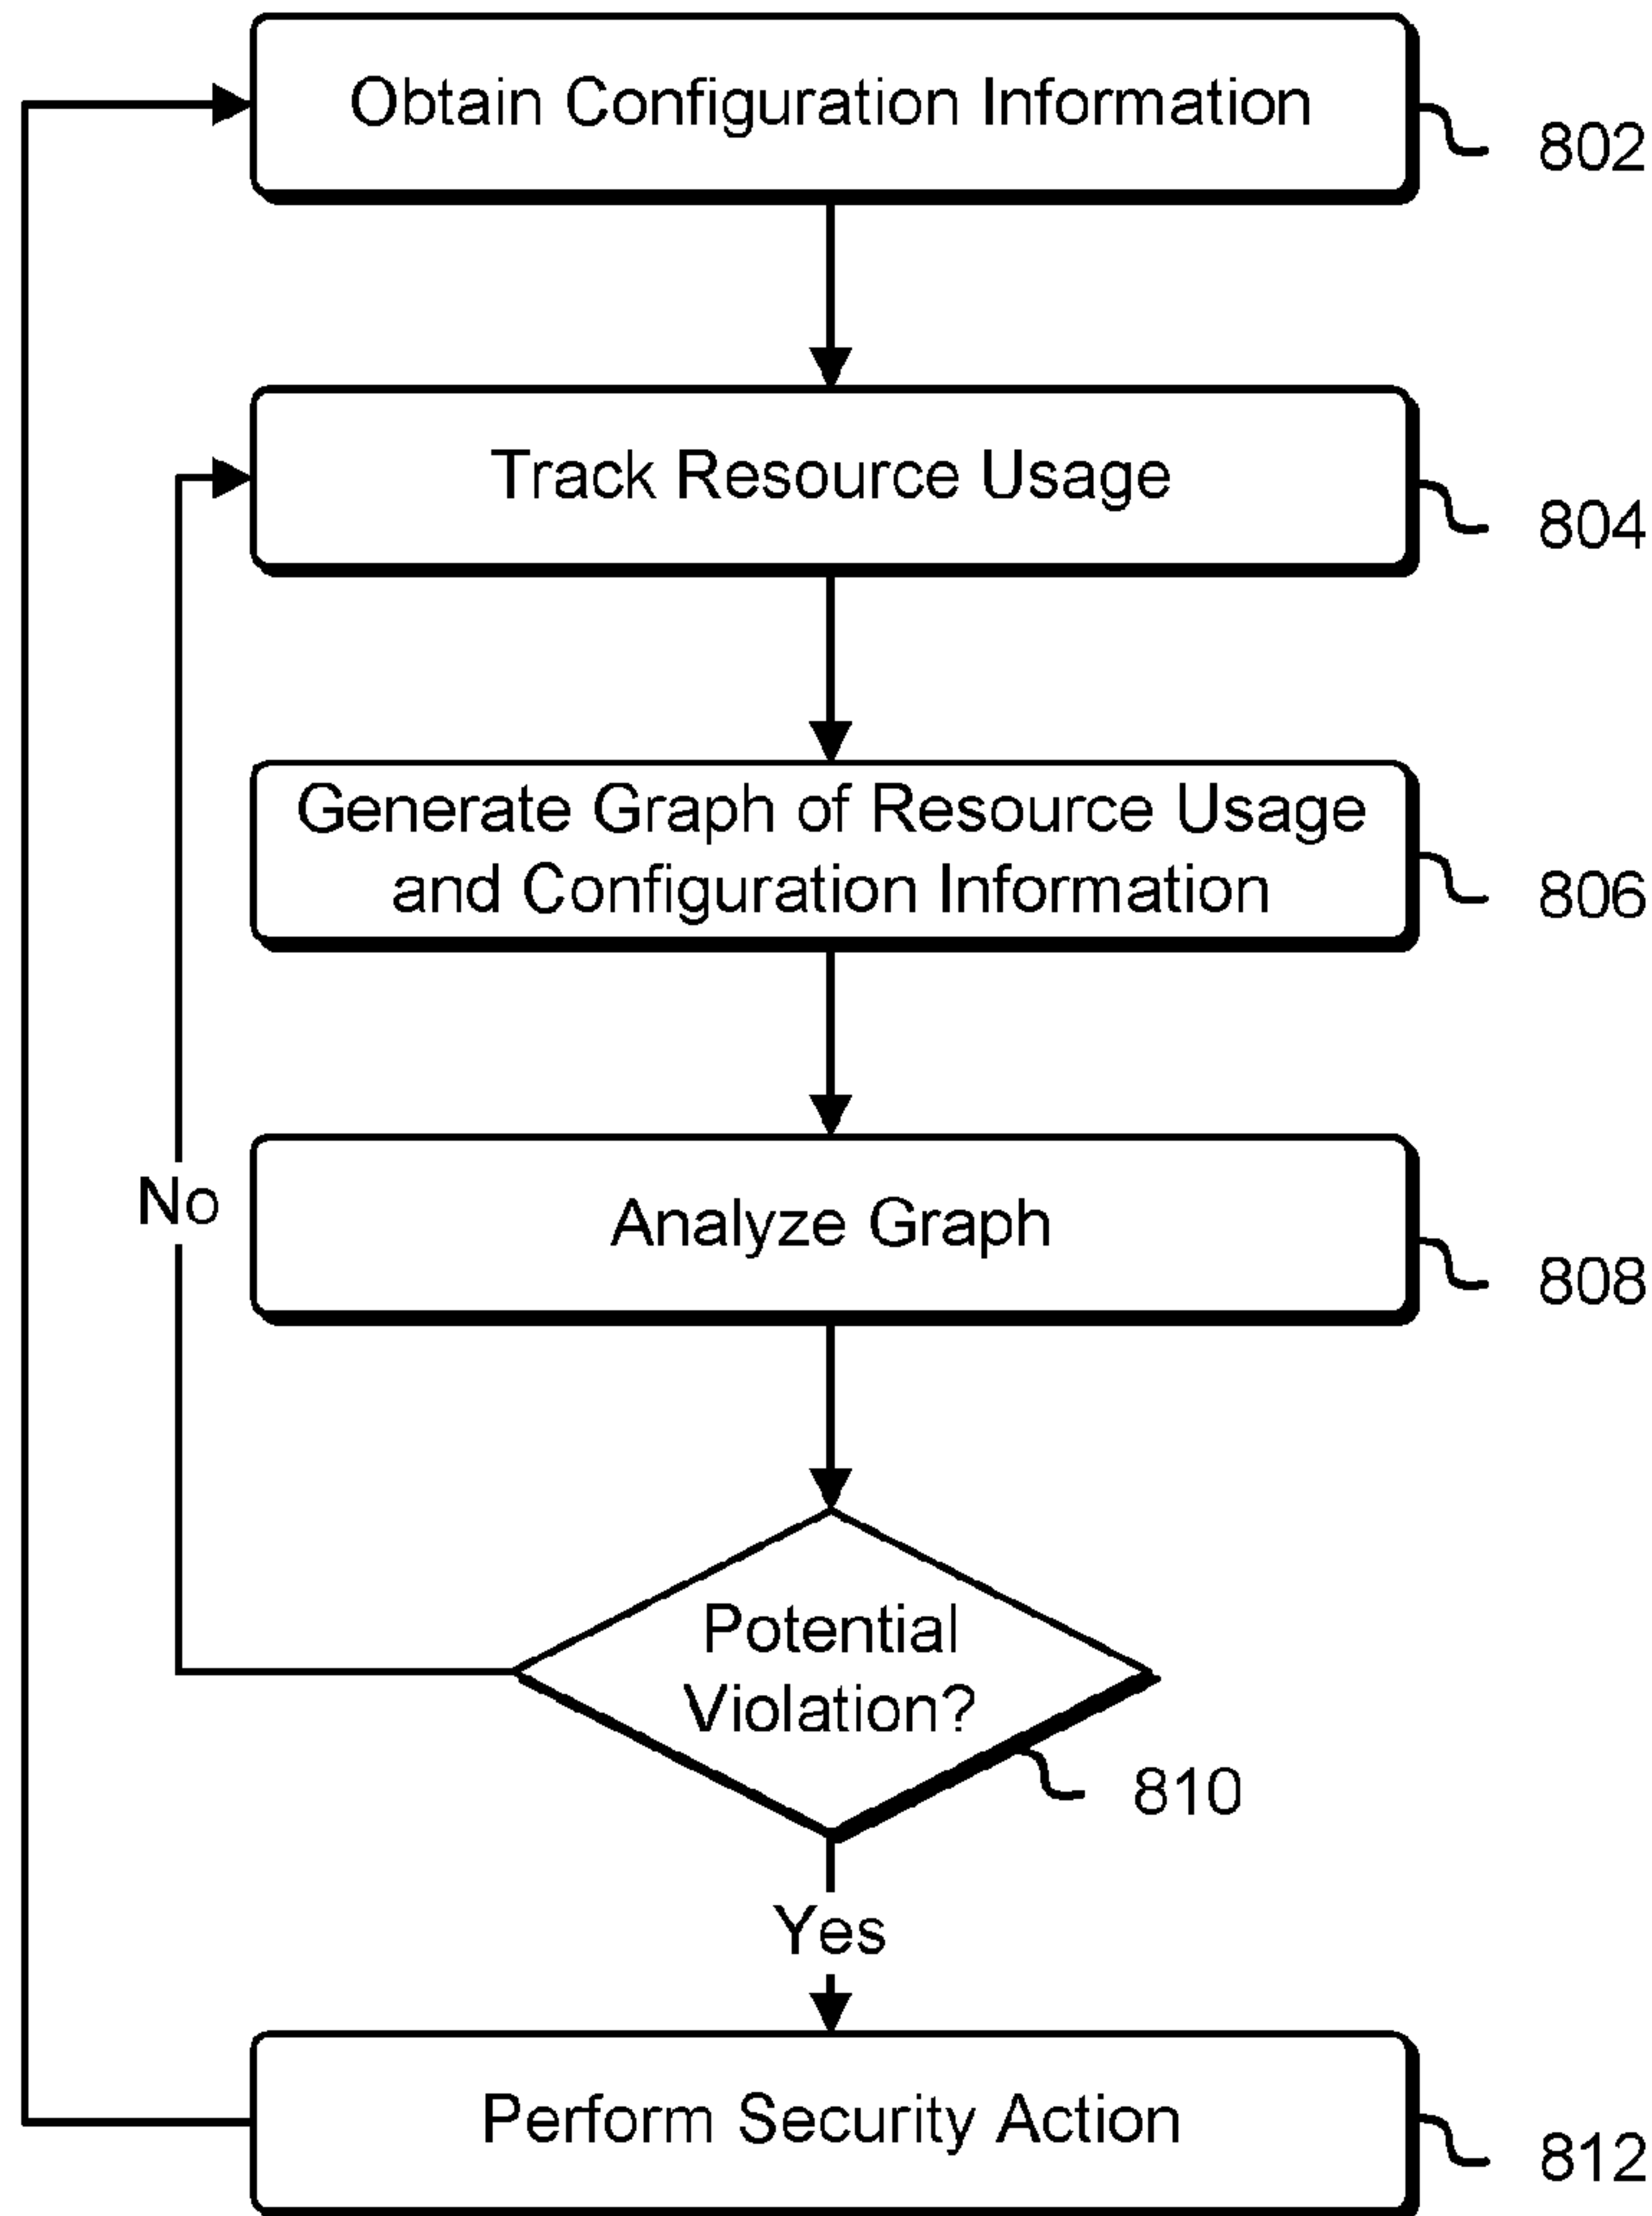 Obtain Configuration Information
802
Track Resource Usage
804
Generate Graph of Resource Usage
and Configuration Information
806
No
Analyze Graph
808
Potential
Violation?
810
Yes
Perform Security Action
812